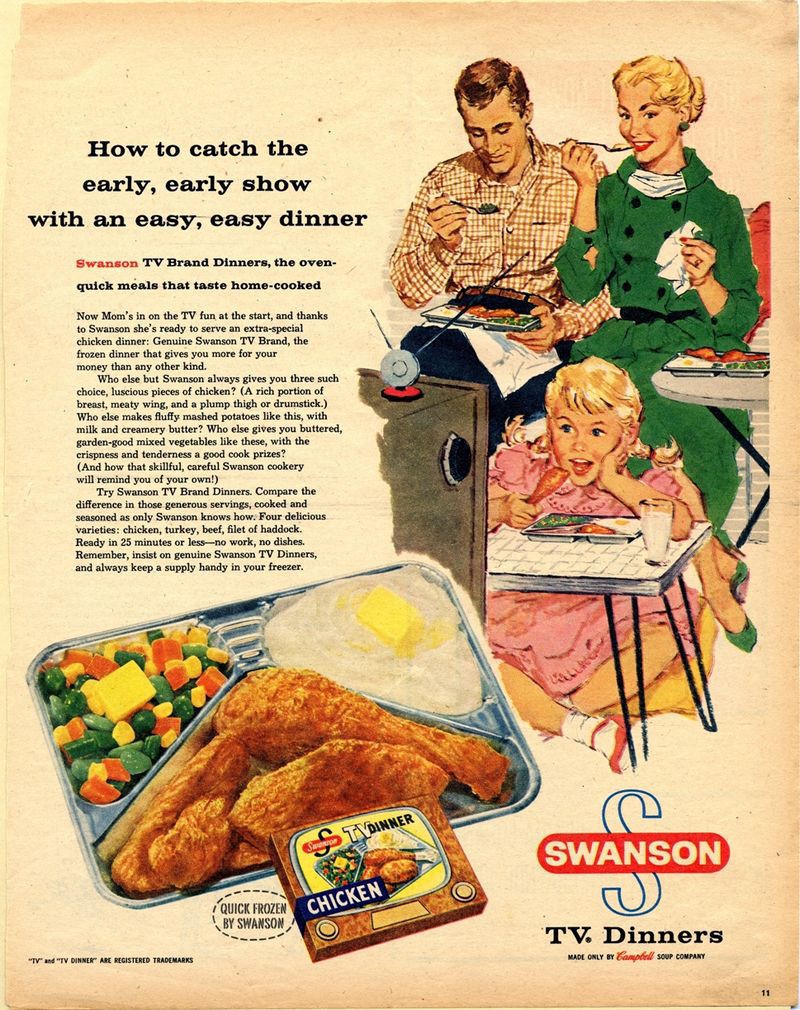 How to catch the
early, early show
with an easy, easy dinner
Swanson TV Brand Dinners, the oven-
quick meals that taste home-cooked
Now Mom's in on the TV fun at the start, and thanks
to Swanson she's ready to serve an extra-special
chicken dinner: Genuine Swanson TV Brand, the
frozen dinner that gives you more for your
money than any other kind.
Who else but Swanson always gives you three such
choice, luscious pieces of chicken? (A rich portion of
breast, meaty wing, and a plump thigh or drumstick.)
Who else makes fluffy mashed potatoes like this, with
milk and creamery butter? Who else gives you buttered,
garden-good mixed vegetables like these, with the
crispness and tenderness a good cook prizes?
(And how that skillful, careful Swanson cookery
will remind you of your own!)
Try Swanson TV Brand Dinners. Compare the
difference in those generous servings, cooked and
seasoned as only Swanson knows how. Four delicious
varieties: chicken, turkey, beef, filet of haddock.
Ready in 25 minutes or less—no work, no dishes.
Remember, insist on genuine Swanson TV Dinners,
and always keep a supply handy in your freezer.
S
Swanson
TV DINNER
CHICKEN
QUICK FROZEN
BY SWANSON
S
SWANSON
TV. Dinners
MADE ONLY BY Campbell SOUP COMPANY
"TV" and "TV DINNER" ARE REGISTERED TRADEMARKS
11